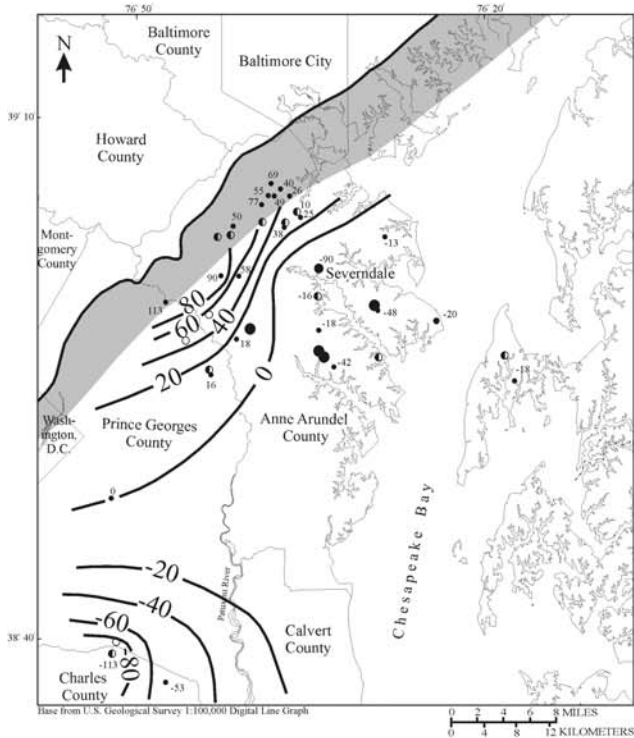 76˚ 50
76˚ 20
N
Baltimore
County
Baltimore City
39˚ 10
Howard
County
Mont-
gomery
County
69
40
55
26
77
49
10
25
50
38
-13
90
58
-90
Severndale
113
80
60
40
-16
-48
-20
-18
18
20
0
-42
16
-18
Wash-
ington,
D.C.
Prince Georges
County
Anne Arundel
County
0
Chesapeake Bay
-20
Patuxent River
-40
38˚ 40
-60
-80
-113
Calvert
County
Charles
County
-53
Base from U.S. Geological Survey 1:100,000 Digital Line Graph
0 2 4 6 8 MILES
0 4 8 12 KILOMETERS